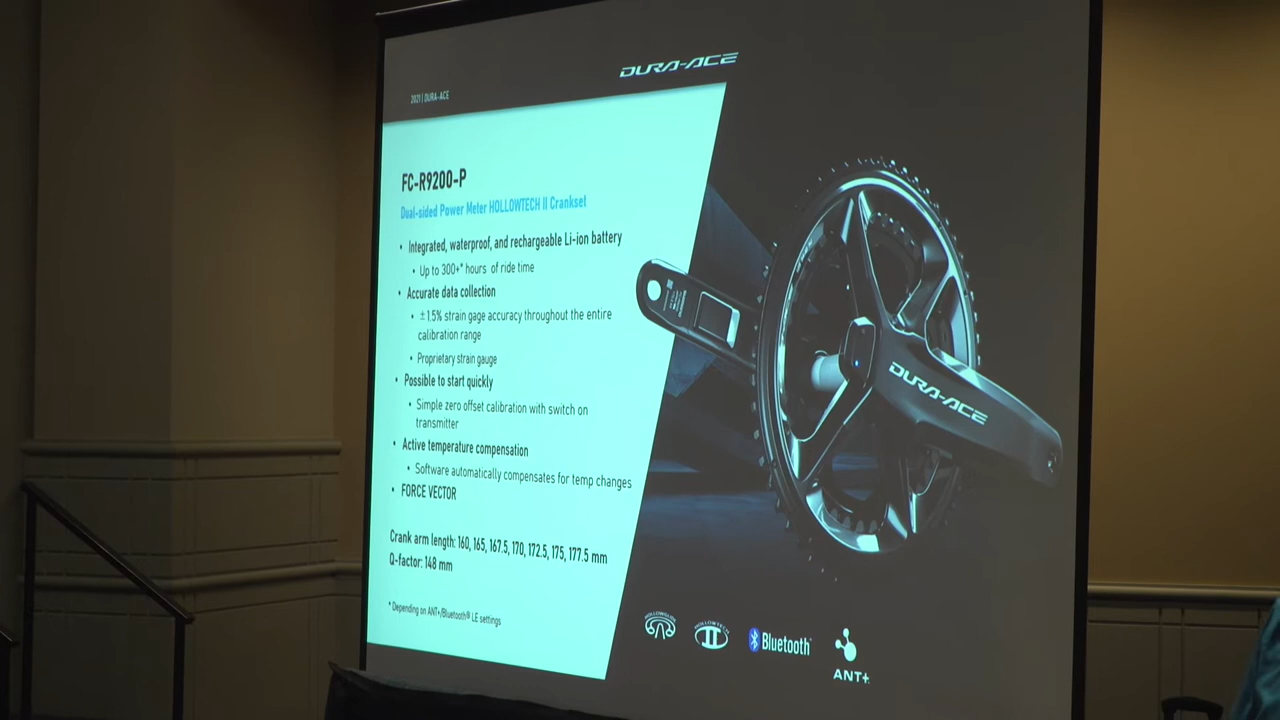 DURA-ACE
2021 | DURA-ACE
FC-R9200-P
Dual-sided Power Meter HOLLOWTECH II Crankset
• Integrated, waterproof, and rechargeable Li-ion battery
• Up to 300+* hours of ride time
• Accurate data collection
• ±1.5% strain gage accuracy throughout the entire
calibration range
• Proprietary strain gauge
• Possible to start quickly
• Simple zero offset calibration with switch on
transmitter
• Active temperature compensation
• Software automatically compensates for temp changes
• FORCE VECTOR
Crank arm length: 160, 165, 167.5, 170, 172.5, 175, 177.5 mm
Q-factor: 148 mm
* Depending on ANT+/Bluetooth® LE settings
DURA-ACE
HOLLOWGLIDE
HOLLOWTECH
II
Bluetooth
ANT+